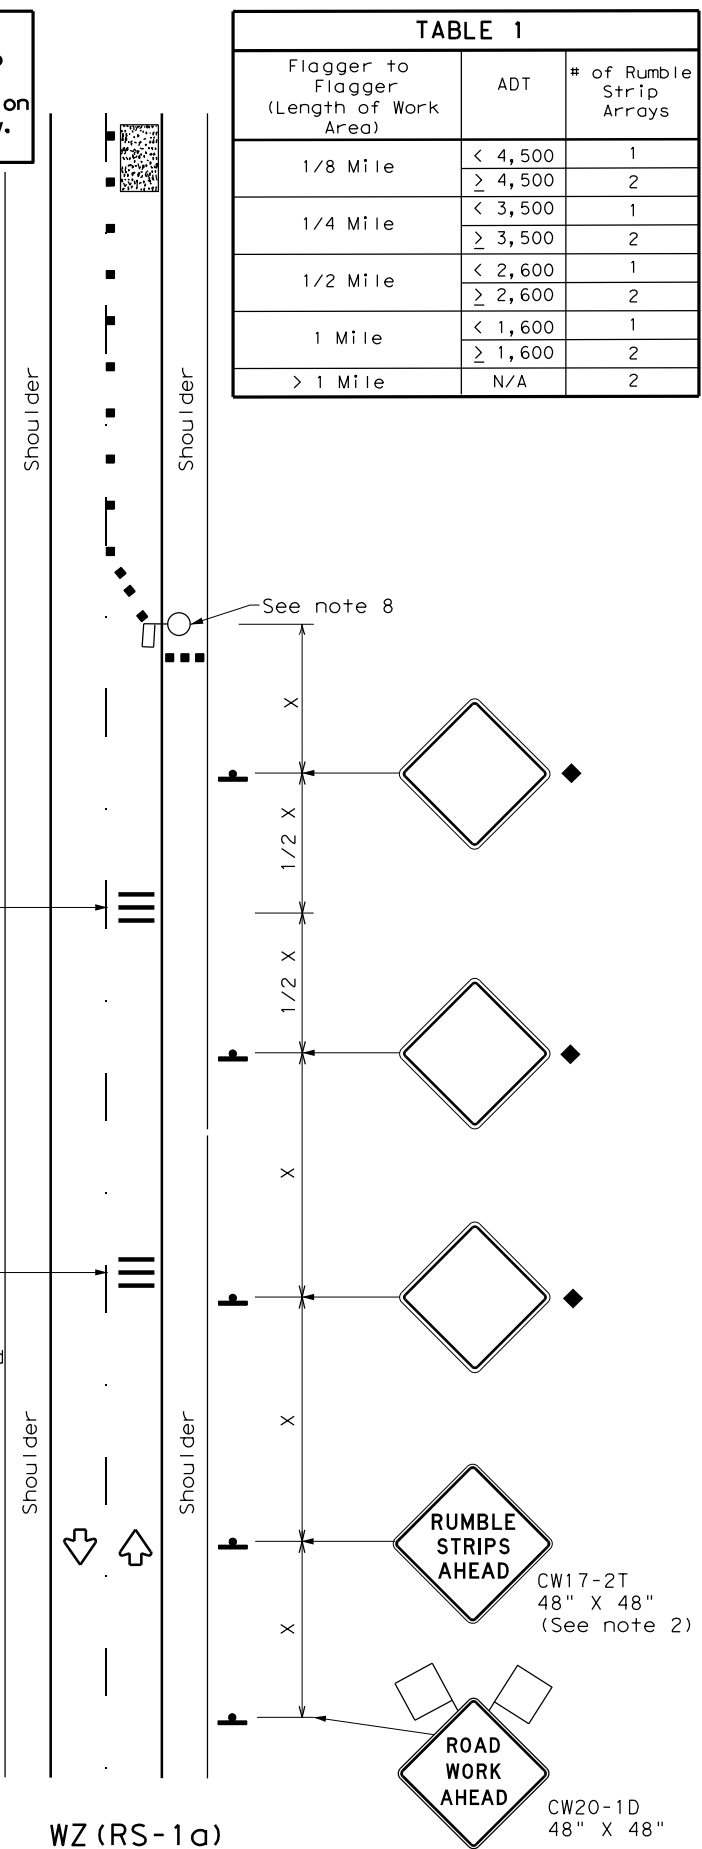 on
TABLE 1
Flagger to
Flagger
(Length of Work
Area)
ADT
# of Rumble
Strip
Arrays
1/8 Mile
< 4,500
1
≥ 4,500
2
1/4 Mile
< 3,500
1
≥ 3,500
2
1/2 Mile
< 2,600
1
≥ 2,600
2
1 Mile
< 1,600
1
≥ 1,600
2
> 1 Mile
N/A
2
Shoulder
Shoulder
See note 8
X
1/2 X
1/2 X
X
X
Shoulder
Shoulder
RUMBLE
STRIPS
AHEAD
CW17-2T
48" X 48"
(See note 2)
X
ROAD
WORK
AHEAD
CW20-1D
48" X 48"
WZ(RS-1a)